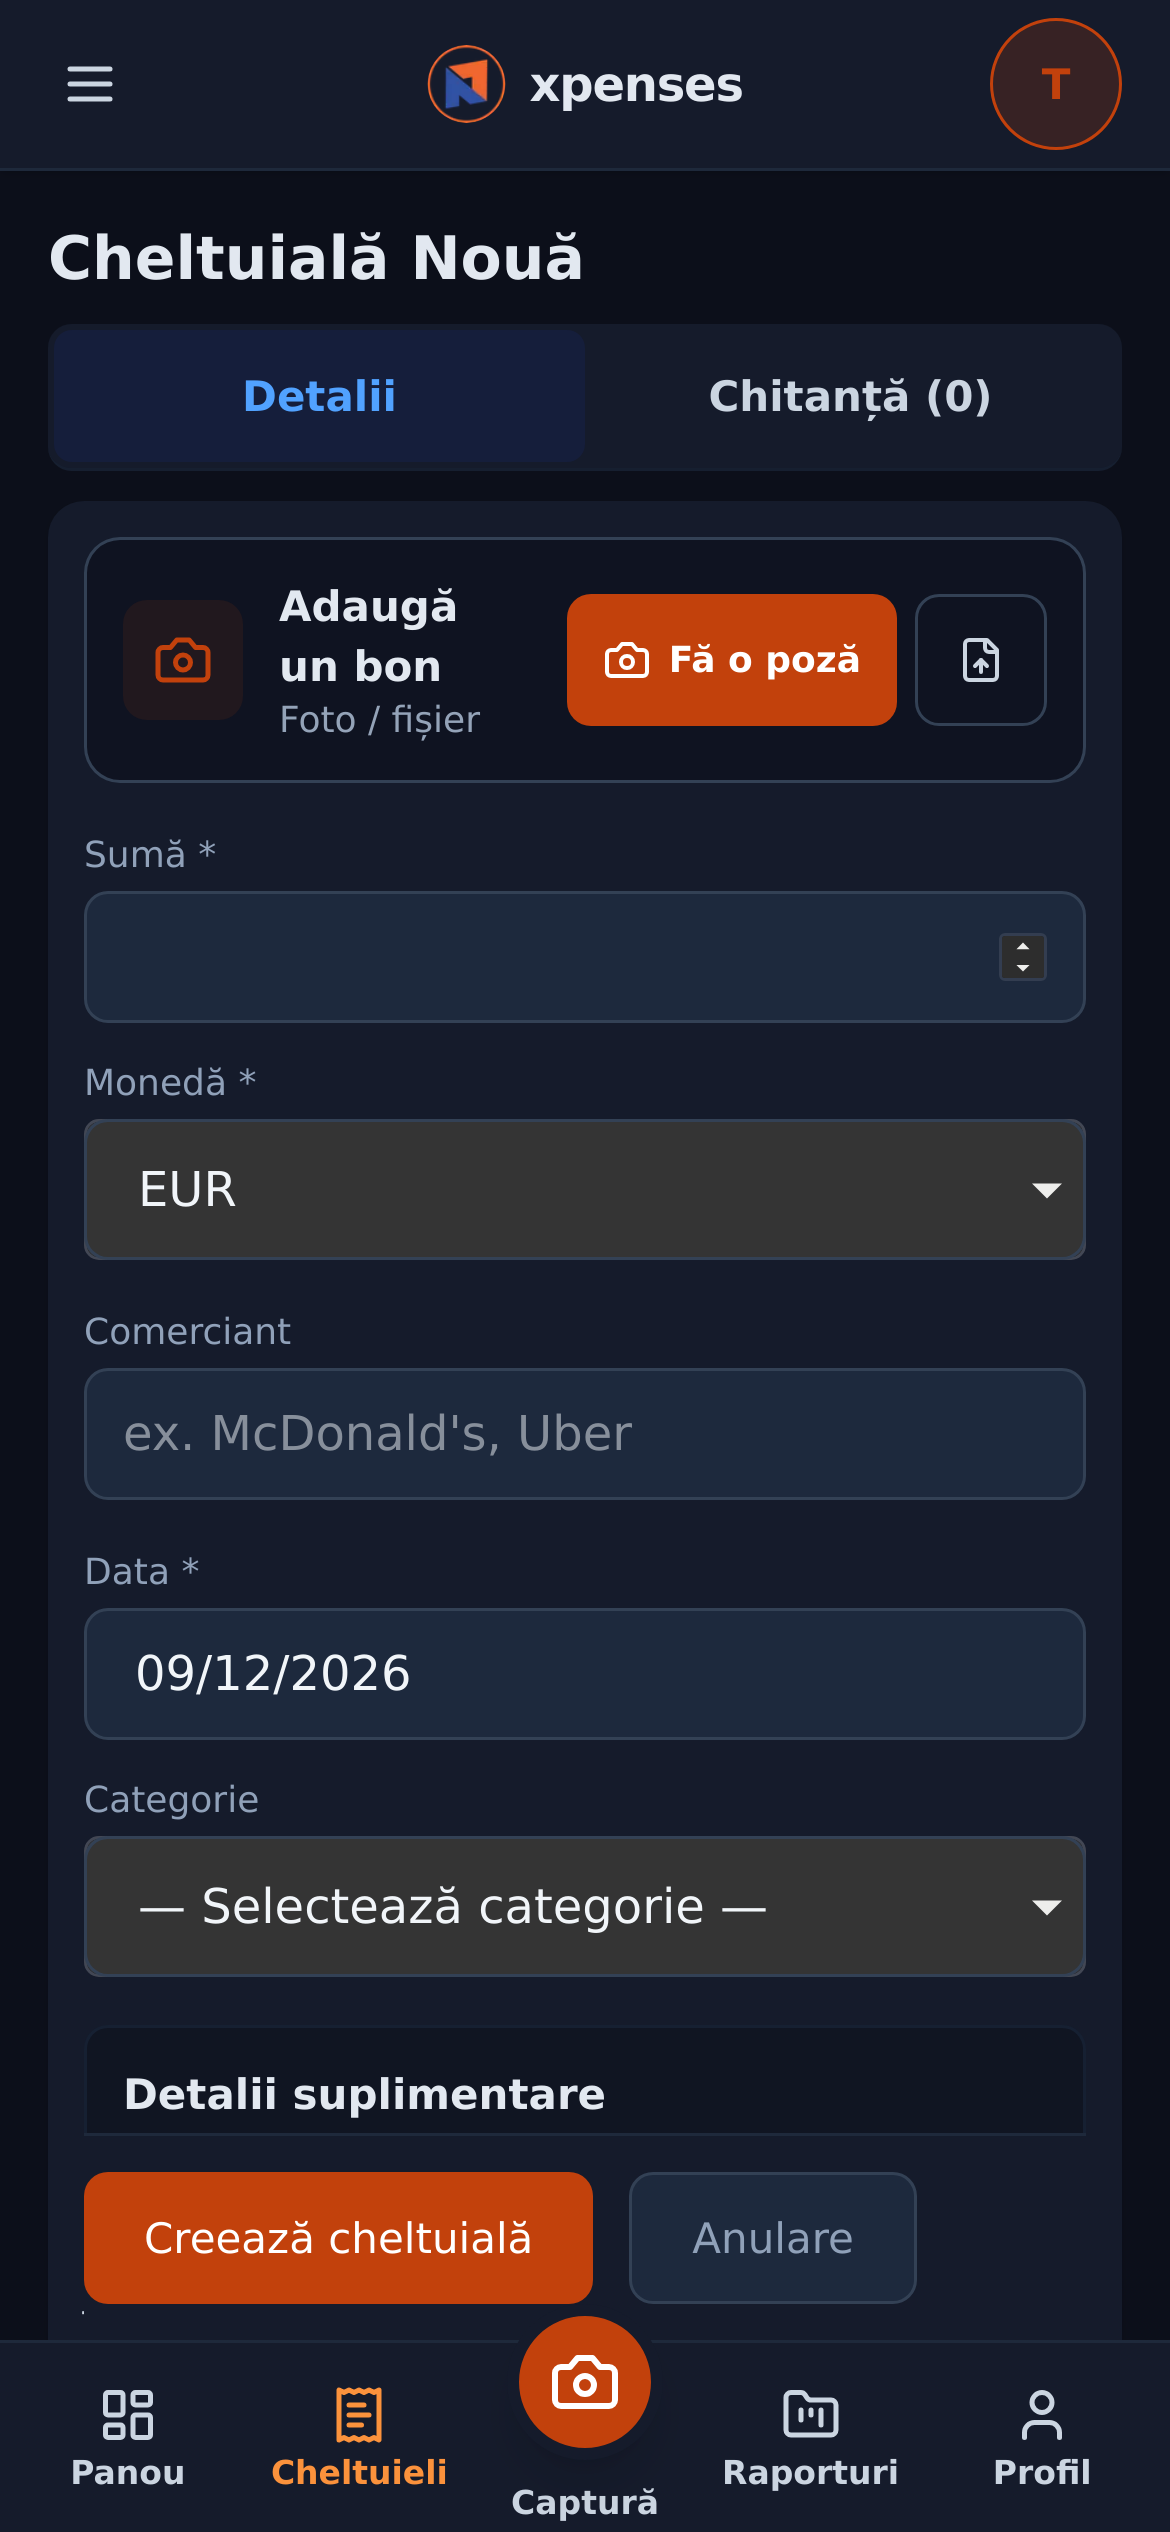 xpenses
T
Cheltuială Nouă
Detalii
Chitanță (0)
Adaugă
un bon
Foto / fișier
Fă o poză
Sumă *
Monedă *
EUR
Comerciant
ex. McDonald's, Uber
Data *
09/12/2026
Categorie
— Selectează categorie —
Detalii suplimentare
Creează cheltuială
Anulare
Panou
Cheltuieli
Captură
Raporturi
Profil